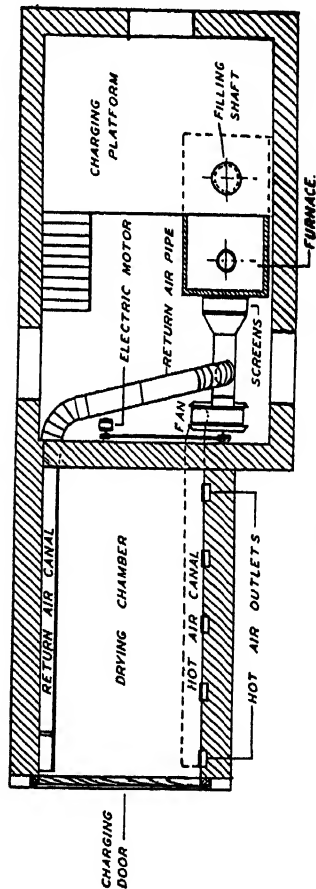 CHARGING
PLATFORM
FILLING
SHAFT
ELECTRIC MOTOR
RETURN AIR PIPE
FURNACE.
SCREENS
FAN
RETURN AIR CANAL
DRYING CHAMBER
HOT AIR CANAL
HOT AIR OUTLETS
CHARGING
DOOR